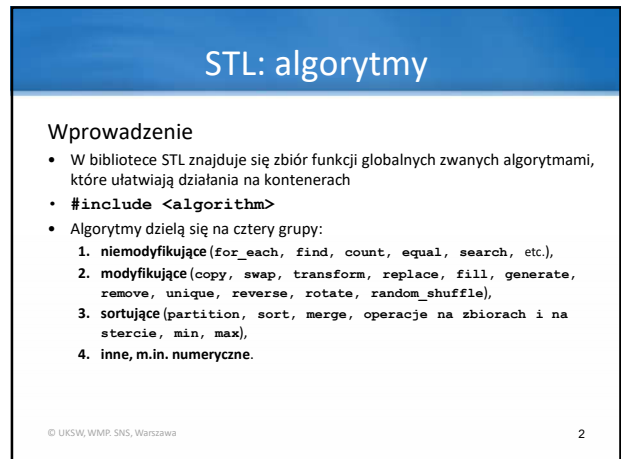 STL: algorytmy
Wprowadzenie
• W bibliotece STL znajduje się zbiór funkcji globalnych zwanych algorytmami,
które ułatwiają działania na kontenerach
• #include <algorithm>
• Algorytmy dzielą się na cztery grupy:
1. niemodyfikujące (for_each, find, count, equal, search, etc.),
2. modyfikujące (copy, swap, transform, replace, fill, generate,
remove, unique, reverse, rotate, random_shuffle),
3. sortujące (partition, sort, merge, operacje na zbiorach i na
stercie, min, max),
4. inne, m.in. numeryczne.
© UKSW, WMP. SNS, Warszawa
2